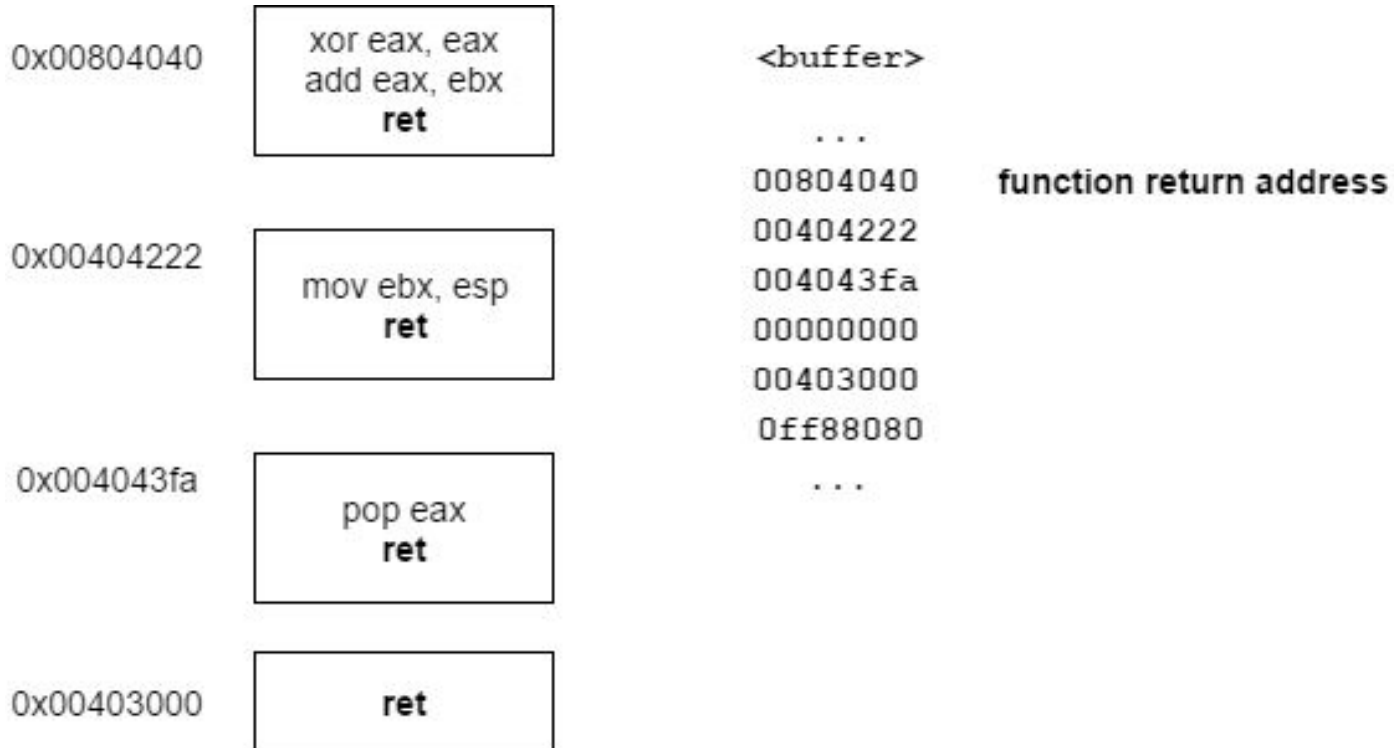 0x00804040
xor eax, eax
add eax, ebx
ret
0x00404222
mov ebx, esp
ret
0x004043fa
pop eax
ret
0x00403000
ret
<buffer>
...
00804040 function return address
00404222
004043fa
00000000
00403000
0ff88080
...